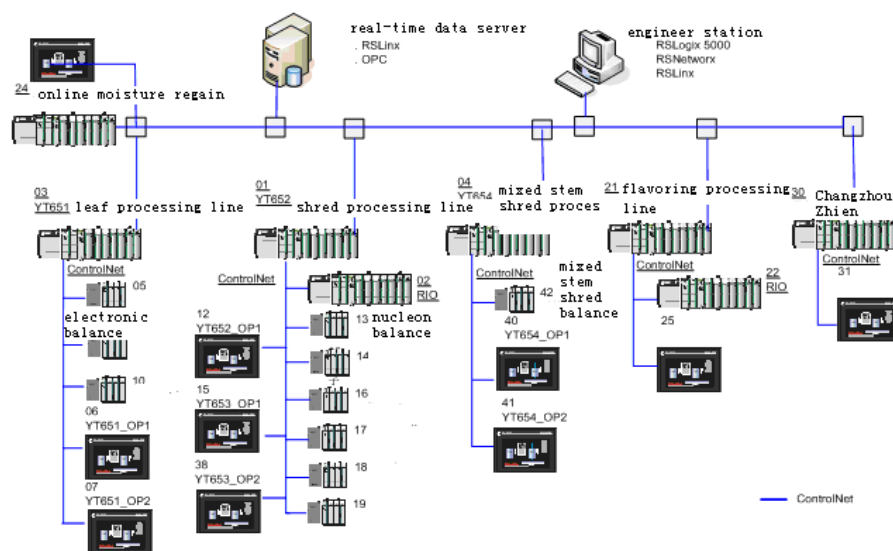 real-time data server
. RSLinx
. OPC
engineer station
RSLogix 5000
RSNetworx
RSLinx
24
online moisture regain
03
YT651
leaf processing line
01
YT652
shred processing line
04
YT654
mixed stem
shred proces
21
flavoring processing
line
30
Changzhou
Zhien
ControlNet
05
electronic
balance
10
06
YT651_OP1
07
YT651_OP2
ControlNet
02
RIO
12
YT652_OP1
13
nucleon
balance
14
15
YT653_OP1
16
17
38
YT653_OP2
18
19
ControlNet
42
mixed
stem
shred
balance
40
YT654_OP1
41
YT654_OP2
ControlNet
22
RIO
25
ControlNet
31
ControlNet